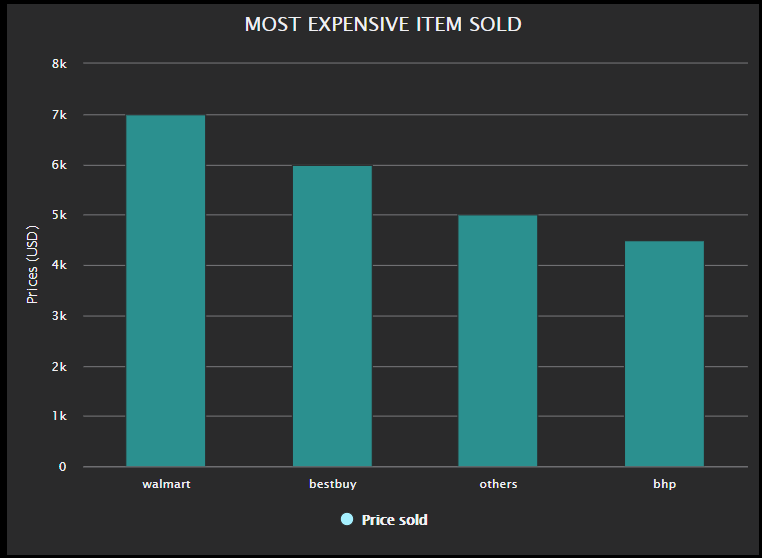 MOST EXPENSIVE ITEM SOLD
8k
7k
6k
5k
4k
3k
2k
1k
0
Prices (USD)
walmart bestbuy others bhp
Price sold